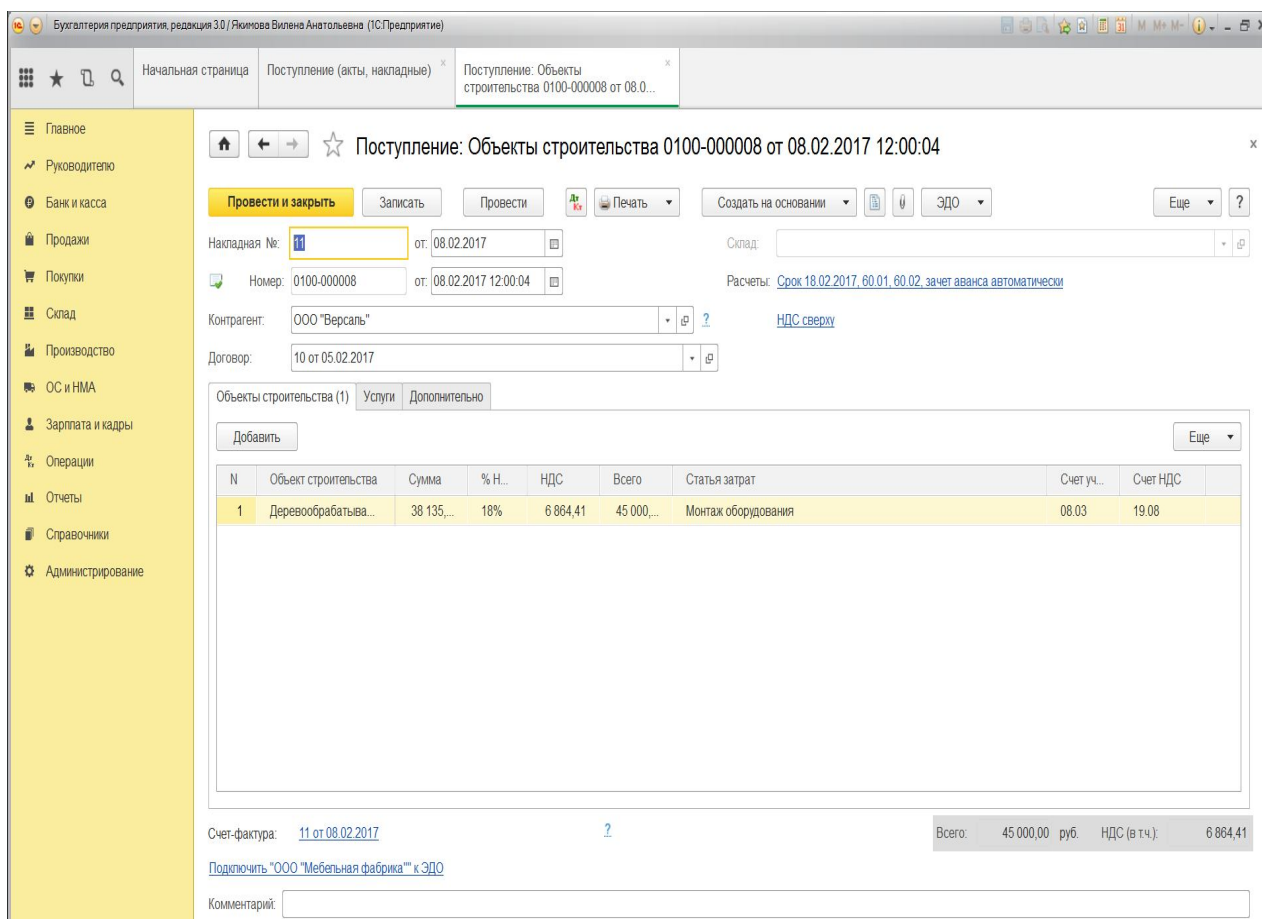 Бухгалтерия предприятия, редакция 3.0 / Якимова Вилена Анатольевна (1С:Предприятие)
M M+ M-
Начальная страница
Поступление (акты, накладные)
Поступление: Объекты
строительства 0100-000008 от 08.0...
Главное
Руководителю
Банк и касса
Продажи
Покупки
Склад
Производство
ОС и НМА
Зарплата и кадры
Операции
Отчеты
Справочники
Администрирование
Поступление: Объекты строительства 0100-000008 от 08.02.2017 12:00:04
Провести и закрыть Записать Провести Дт Кт Печать Создать на основании ЭДО Еще ?
Накладная №: 11 от: 08.02.2017 Склад:
Номер: 0100-000008 от: 08.02.2017 12:00:04 Расчеты: Срок 18.02.2017, 60.01, 60.02, зачет аванса автоматически
Контрагент: ООО "Версаль" ? НДС сверху
Договор: 10 от 05.02.2017
Объекты строительства (1) Услуги Дополнительно
Добавить Еще
N Объект строительства Сумма % Н... НДС Всего Статья затрат Счет уч... Счет НДС
1 Деревообрабатыва... 38 135,... 18% 6 864,41 45 000,... Монтаж оборудования 08.03 19.08
Счет-фактура: 11 от 08.02.2017 ? Всего: 45 000,00 руб. НДС (в т.ч.): 6 864,41
Подключить "ООО "Мебельная фабрика"" к ЭДО
Комментарий: